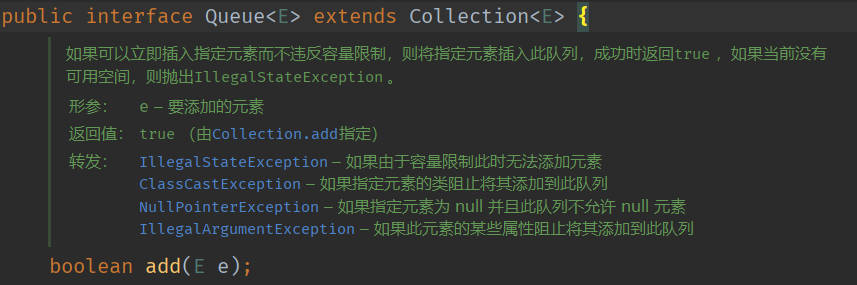 public interface Queue<E> extends Collection<E> {
如果可以立即插入指定元素而不违反容量限制，则将指定元素插入此队列，成功时返回true ，如果当前没有
可用空间，则抛出IllegalStateException 。
形参： e – 要添加的元素
返回值： true （由Collection.add指定）
转发： IllegalStateException – 如果由于容量限制此时无法添加元素
ClassCastException – 如果指定元素的类阻止将其添加到此队列
NullPointerException – 如果指定元素为 null 并且此队列不允许 null 元素
IllegalArgumentException – 如果此元素的某些属性阻止将其添加到此队列
boolean add(E e);